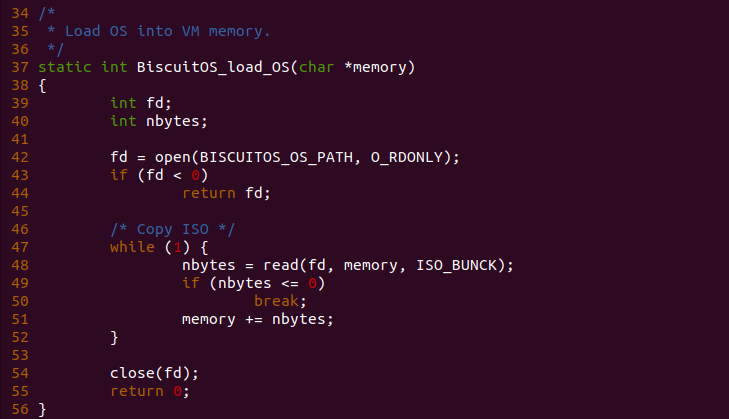 34 /*
35  * Load OS into VM memory.
36  */
37 static int BiscuitOS_load_OS(char *memory)
38 {
39         int fd;
40         int nbytes;
41
42         fd = open(BISCUITOS_OS_PATH, O_RDONLY);
43         if (fd < 0)
44                 return fd;
45
46         /* Copy ISO */
47         while (1) {
48                 nbytes = read(fd, memory, ISO_BUNCK);
49                 if (nbytes <= 0)
50                         break;
51                 memory += nbytes;
52         }
53
54         close(fd);
55         return 0;
56 }